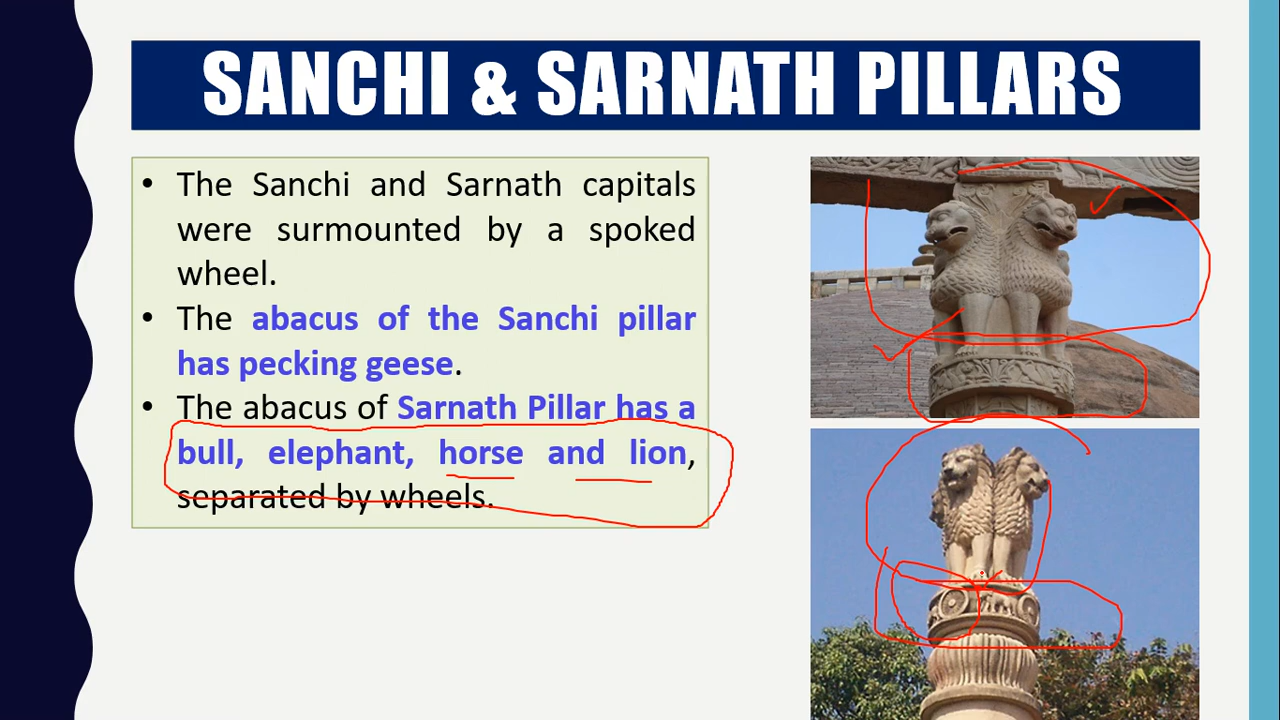 SANCHI & SARNATH PILLARS
• The Sanchi and Sarnath capitals
were surmounted by a spoked
wheel.
• The abacus of the Sanchi pillar
has pecking geese.
• The abacus of Sarnath Pillar has a
bull, elephant, horse and lion,
separated by wheels.